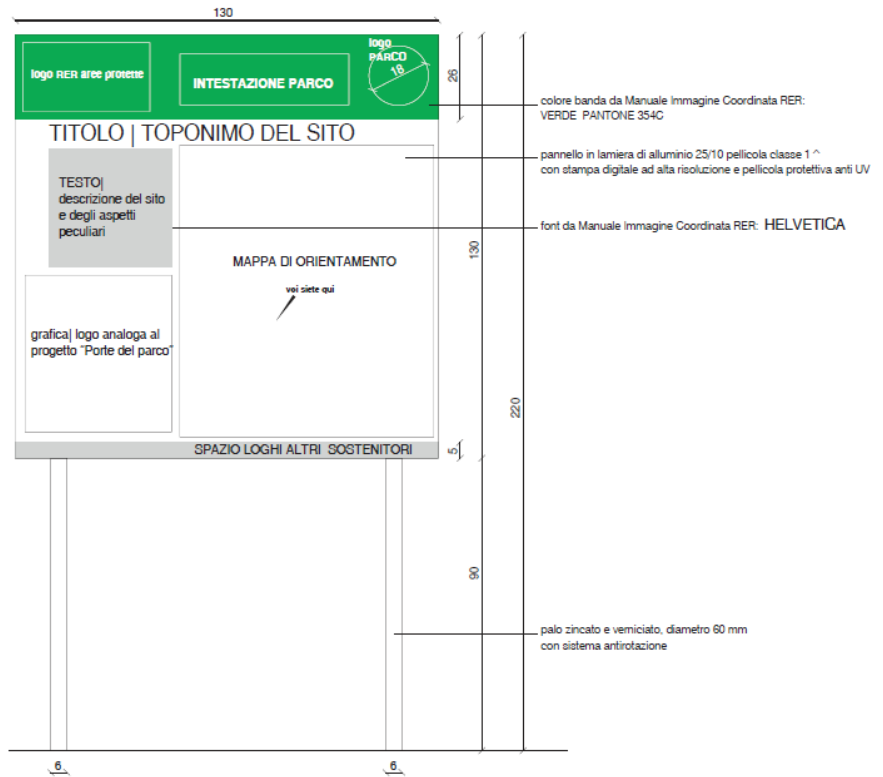 130
logo RER aree protette
INTESTAZIONE PARCO
logo
PARCO
18
26
colore banda da Manuale Immagine Coordinata RER:
VERDE PANTONE 354C
TITOLO | TOPONIMO DEL SITO
pannello in lamiera di alluminio 25/10 pellicola classe 1 ^
con stampa digitale ad alta risoluzione e pellicola protettiva anti UV
TESTO|
descrizione del sito
e degli aspetti
peculiari
font da Manuale Immagine Coordinata RER: HELVETICA
130
MAPPA DI ORIENTAMENTO
voi siete qui
grafica| logo analoga al
progetto "Porte del parco"
220
SPAZIO LOGHI ALTRI SOSTENITORI
5
90
palo zincato e verniciato, diametro 60 mm
con sistema antirotazione
6
6